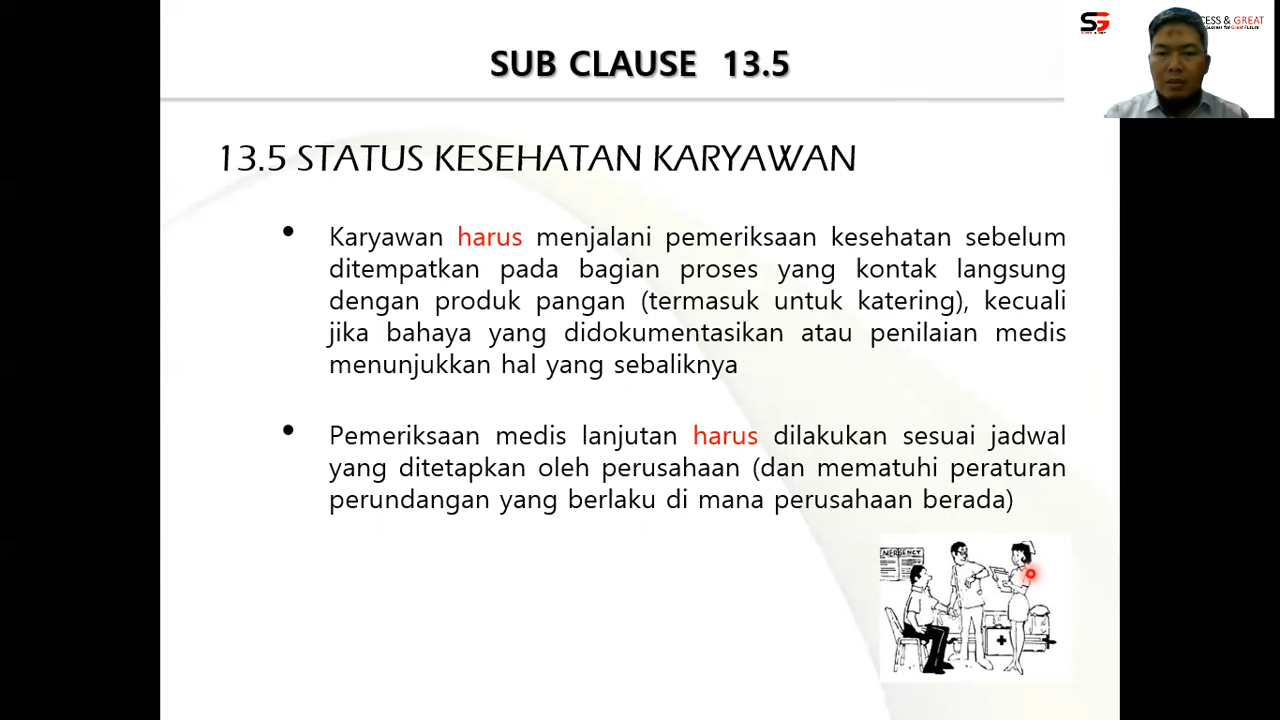 SUB CLAUSE 13.5
CESS & GREAT
13.5 STATUS KESEHATAN KARYAWAN
Karyawan harus menjalani pemeriksaan kesehatan sebelum
ditempatkan pada bagian proses yang kontak langsung
dengan produk pangan (termasuk untuk katering), kecuali
jika bahaya yang didokumentasikan atau penilaian medis
menunjukkan hal yang sebaliknya
Pemeriksaan medis lanjutan harus dilakukan sesuai jadwal
yang ditetapkan oleh perusahaan (dan mematuhi peraturan
perundangan yang berlaku di mana perusahaan berada)